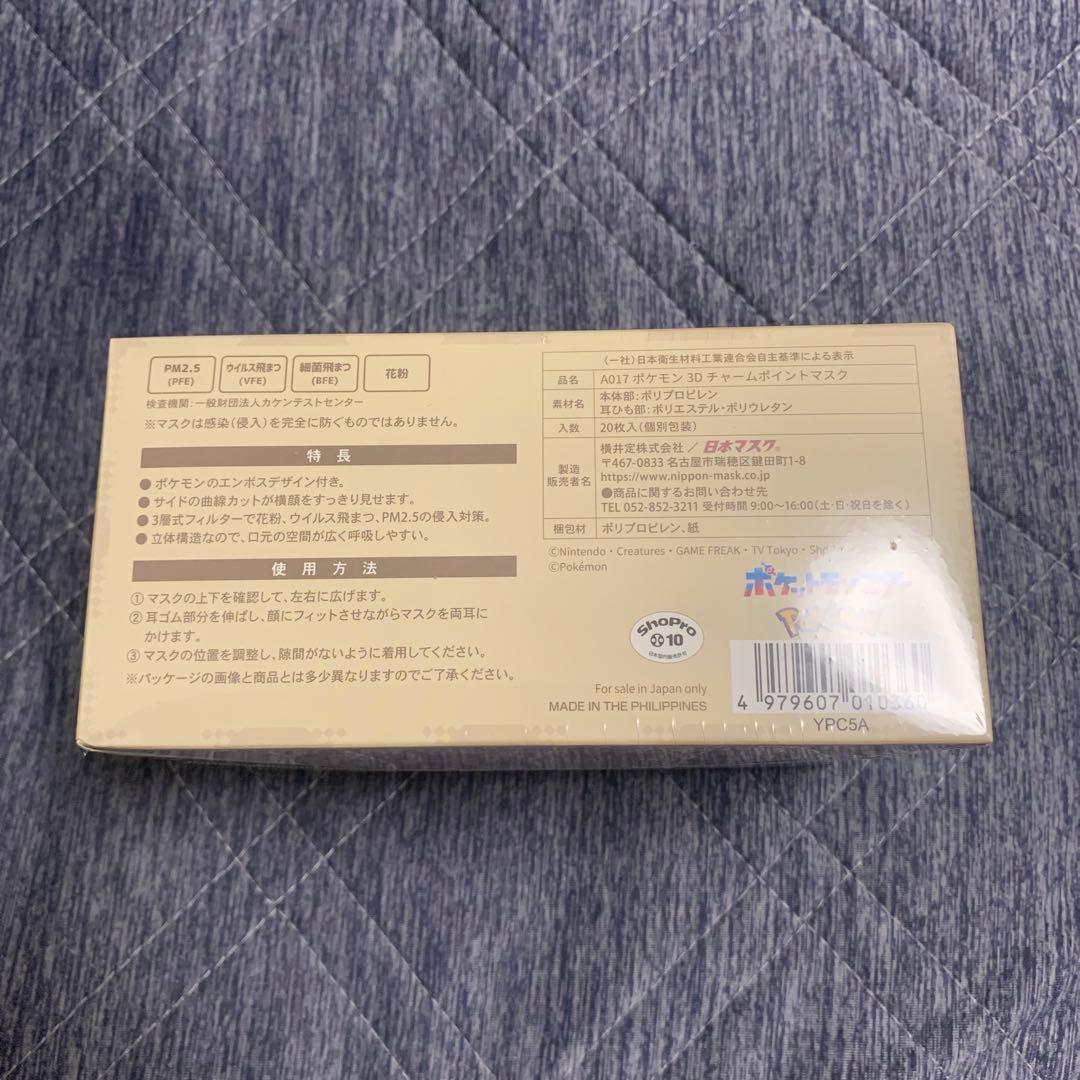 PM2.5
(PFE)
ウイルス飛まつ
(VFE)
細菌飛まつ
(BFE)
花粉
検査機関:一般財団法人カケンテストセンター
※マスクは感染(侵入)を完全に防ぐものではありません。
特長
●ポケモンのエンボスデザイン付き。
●サイドの曲線カットが横顔をすっきり見せます。
●3層式フィルターで花粉、ウイルス飛まつ、PM2.5の侵入対策。
●立体構造なので、口元の空間が広く呼吸しやすい。
使用方法
①マスクの上下を確認して、左右に広げます。
②耳ゴム部分を伸ばし、顔にフィットさせながらマスクを両耳に
かけます。
③マスクの位置を調整し、隙間がないように着用してください。
※パッケージの画像と商品とは多少異なりますのでご了承ください。
(一社)日本衛生材料工業連合会自主基準による表示
品名 A017 ポケモン 3D チャームポイントマスク
素材名 本体部:ポリプロピレン
耳ひも部:ポリエステル・ポリウレタン
入数 20枚入(個別包装)
製造
販売者名
横井定株式会社/日本マスク®
〒467-0833 名古屋市瑞穂区鍵田町1-8
https://www.nippon-mask.co.jp
●商品に関するお問い合わせ先
TEL 052-852-3211 受付時間 9:00〜16:00(土・日・祝日を除く)
梱包材 ポリプロピレン、紙
©Nintendo・Creatures・GAME FREAK・TV Tokyo・
©Pokémon
ポケットモンスター
ShoPro
10
日本国内販売許可
For sale in Japan only
MADE IN THE PHILIPPINES
4 979607 010360
YPC5A